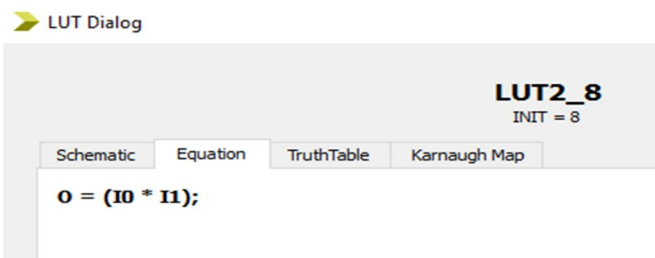 LUT Dialog
LUT2_8
INIT = 8
Schematic Equation TruthTable Karnaugh Map
O = (I0 * I1);